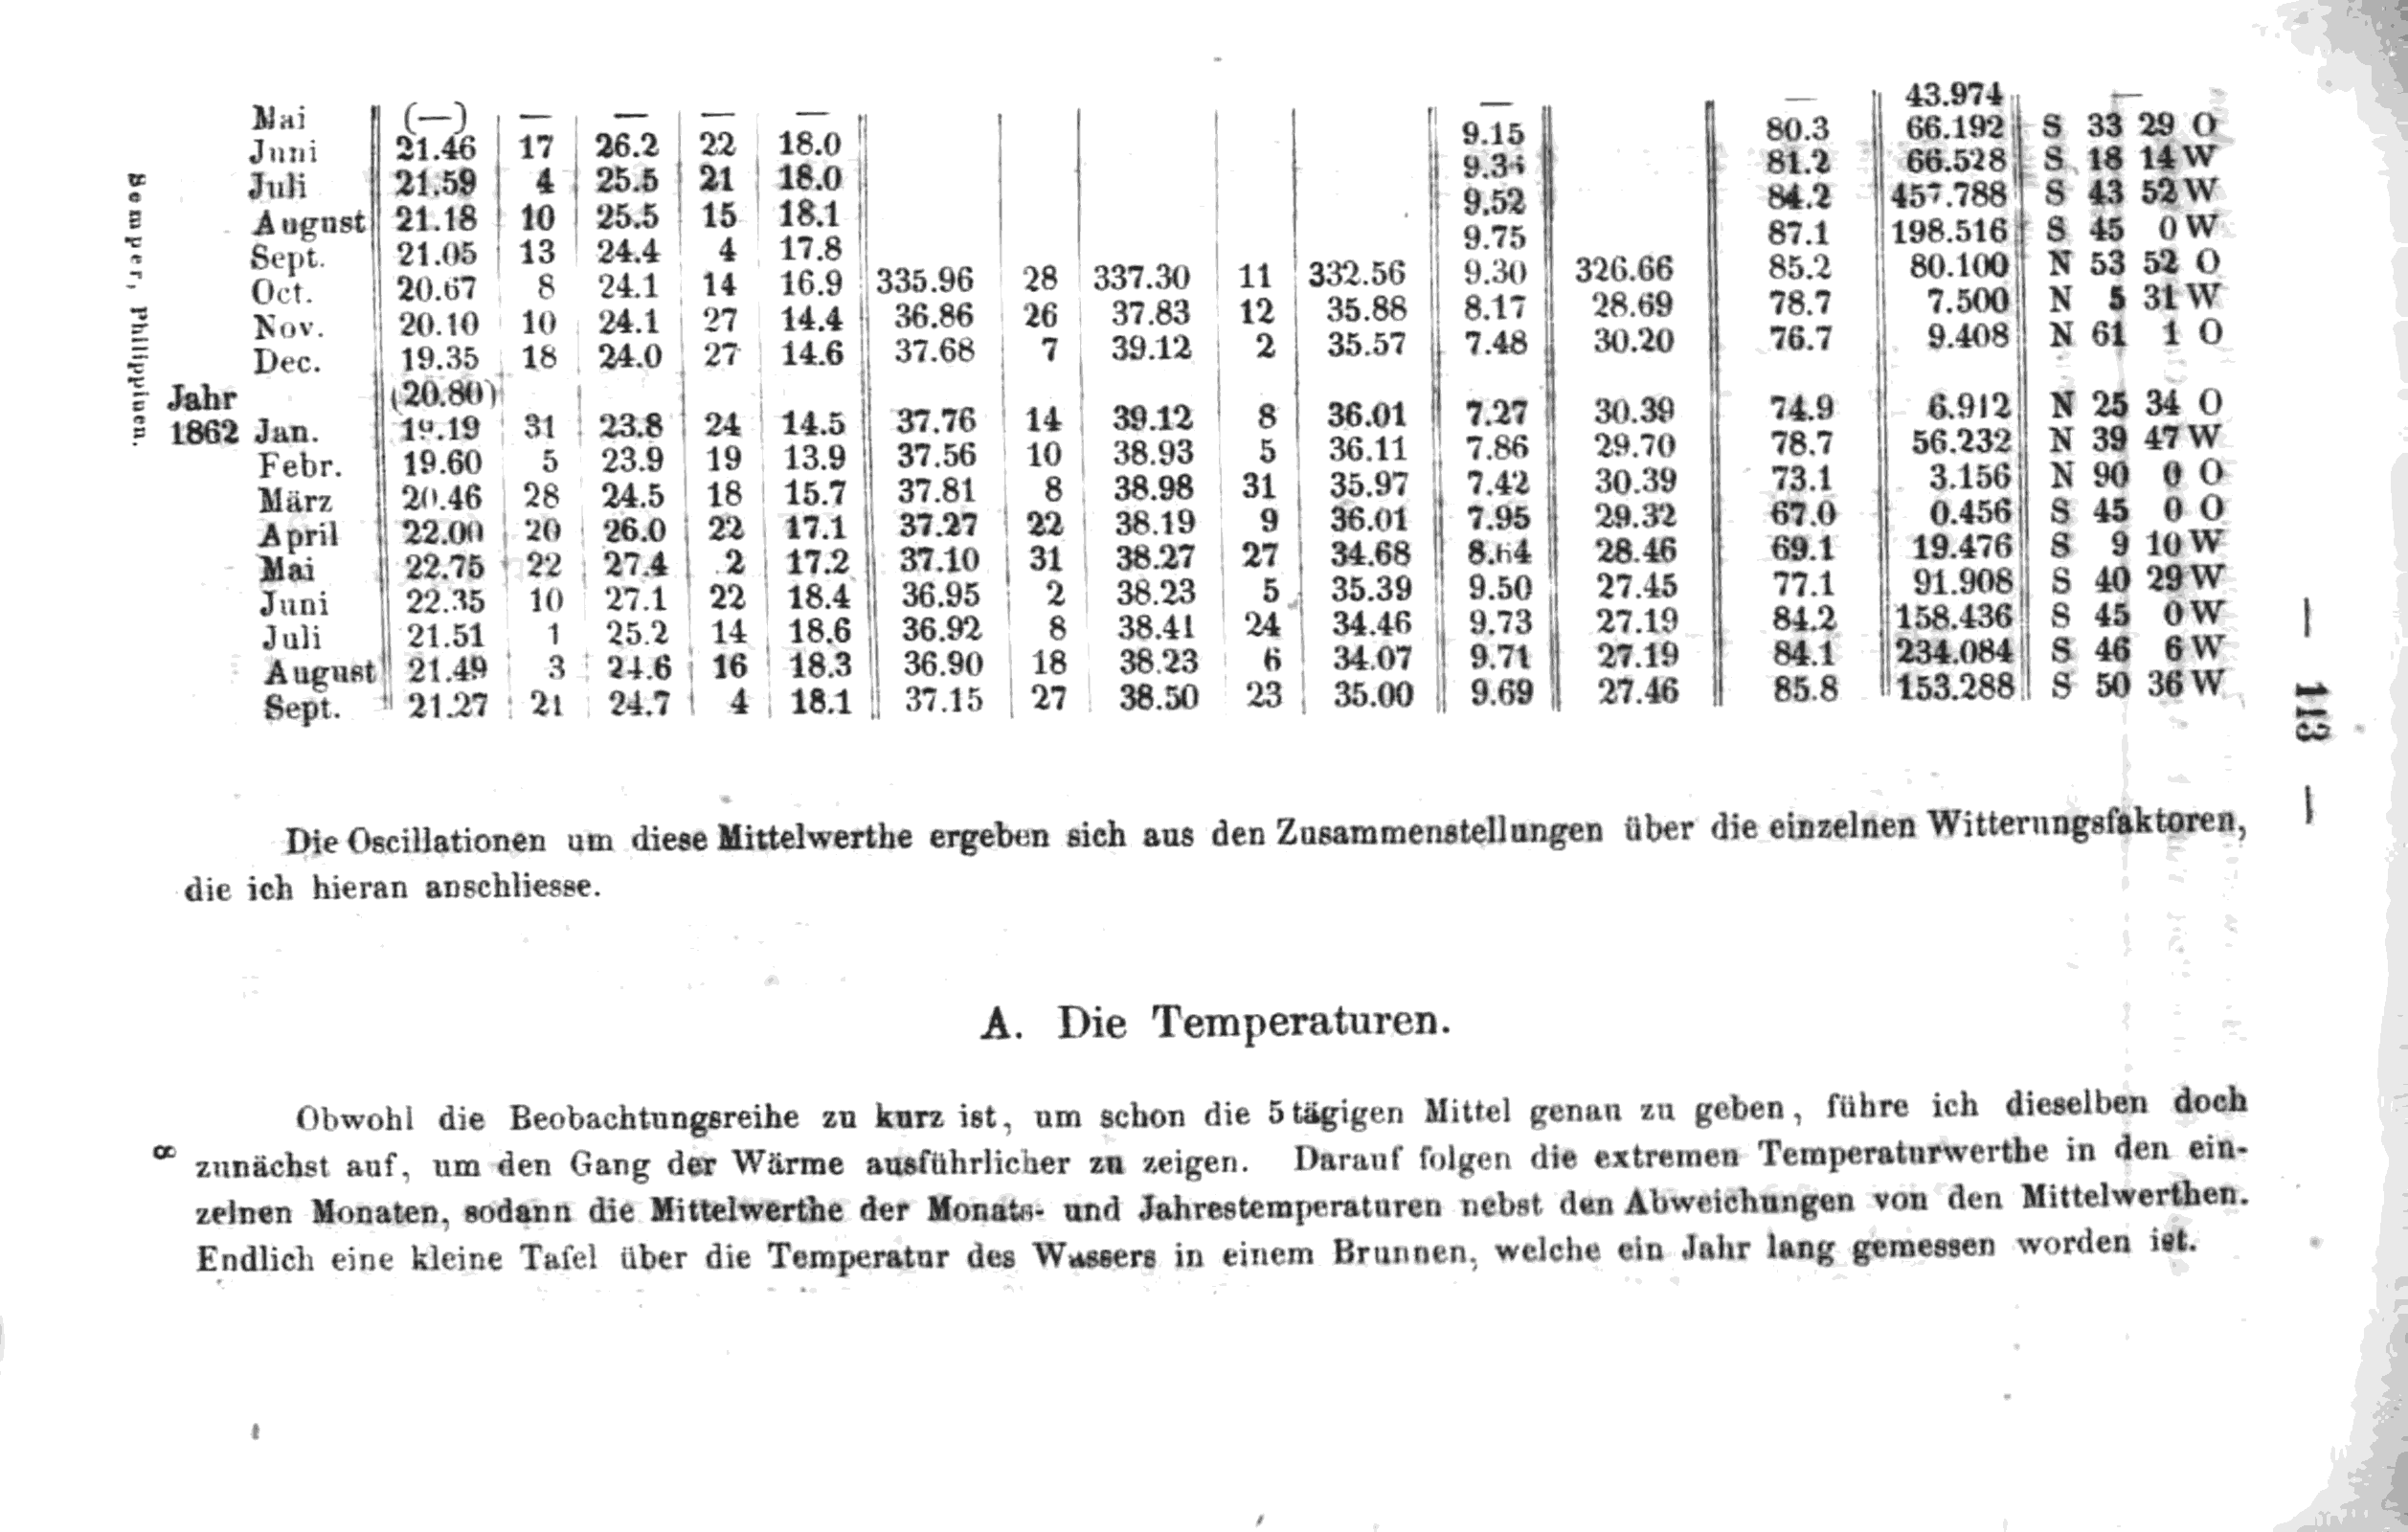 Mai (—) — — — — — — 43.974 —
Juni 21.46 17 26.2 22 18.0 9.15 80.3 66.192 S 33 29 O
Juli 21.59 4 25.5 21 18.0 81.2 66.528 S 18 14 W
August 21.18 10 25.5 15 18.1 9.52 84.2 457.788 S 43 52 W
Sept. 21.05 13 24.4 4 17.8 9.75 87.1 198.516 S 45 0 W
Oct. 20.67 8 24.1 14 16.9 335.96 28 337.30 11 332.56 9.30 326.66 85.2 80.100 N 53 52 O
Nov. 20.10 10 24.1 27 14.4 36.86 26 37.83 12 35.88 8.17 28.69 78.7 7.500 N 5 31 W
Dec. 19.35 18 24.0 27 14.6 37.68 7 39.12 2 35.57 7.48 30.20 76.7 9.408 N 61 1 O
Jahr (20.80)
1862 Jan. 19.19 31 23.8 24 14.5 37.76 14 39.12 8 36.01 7.27 30.39 74.9 6.912 N 25 34 O
Febr. 19.60 5 23.9 19 13.9 37.56 10 38.93 5 36.11 7.86 29.70 78.7 56.232 N 39 47 W
März 20.46 28 24.5 18 15.7 37.81 8 38.98 31 35.97 7.42 30.39 73.1 3.156 N 90 0 O
April 22.00 20 26.0 22 17.1 37.27 22 38.19 9 36.01 7.95 29.32 67.0 0.456 S 45 0 O
Mai 22.75 22 27.4 2 17.2 37.10 31 38.27 27 34.68 8.64 28.46 69.1 19.476 S 9 10 W
Juni 22.35 10 27.1 22 18.4 36.95 2 38.23 5 35.39 9.50 27.45 77.1 91.908 S 40 29 W
Juli 21.51 1 25.2 14 18.6 36.92 8 38.41 24 34.46 9.73 27.19 84.2 158.436 S 45 0 W
August 21.49 3 24.6 16 18.3 36.90 18 38.23 6 34.07 9.71 27.19 84.1 234.084 S 46 6 W
Sept. 21.27 21 24.7 4 18.1 37.15 27 38.50 23 35.00 9.69 27.46 85.8 153.288 S 50 36 W
Semper, Philippinen.
— 113 —
Die Oscillationen um diese Mittelwerthe ergeben sich aus den Zusammenstellungen über die einzelnen Witterungsfaktoren,
die ich hieran anschliesse.
A. Die Temperaturen.
Obwohl die Beobachtungsreihe zu kurz ist, um schon die 5 tägigen Mittel genau zu geben, führe ich dieselben doch
zunächst auf, um den Gang der Wärme ausführlicher zu zeigen. Darauf folgen die extremen Temperaturwerthe in den ein-
zelnen Monaten, sodann die Mittelwerthe der Monats- und Jahrestemperaturen nebst den Abweichungen von den Mittelwerthen.
Endlich eine kleine Tafel über die Temperatur des Wassers in einem Brunnen, welche ein Jahr lang gemessen worden ist.
8